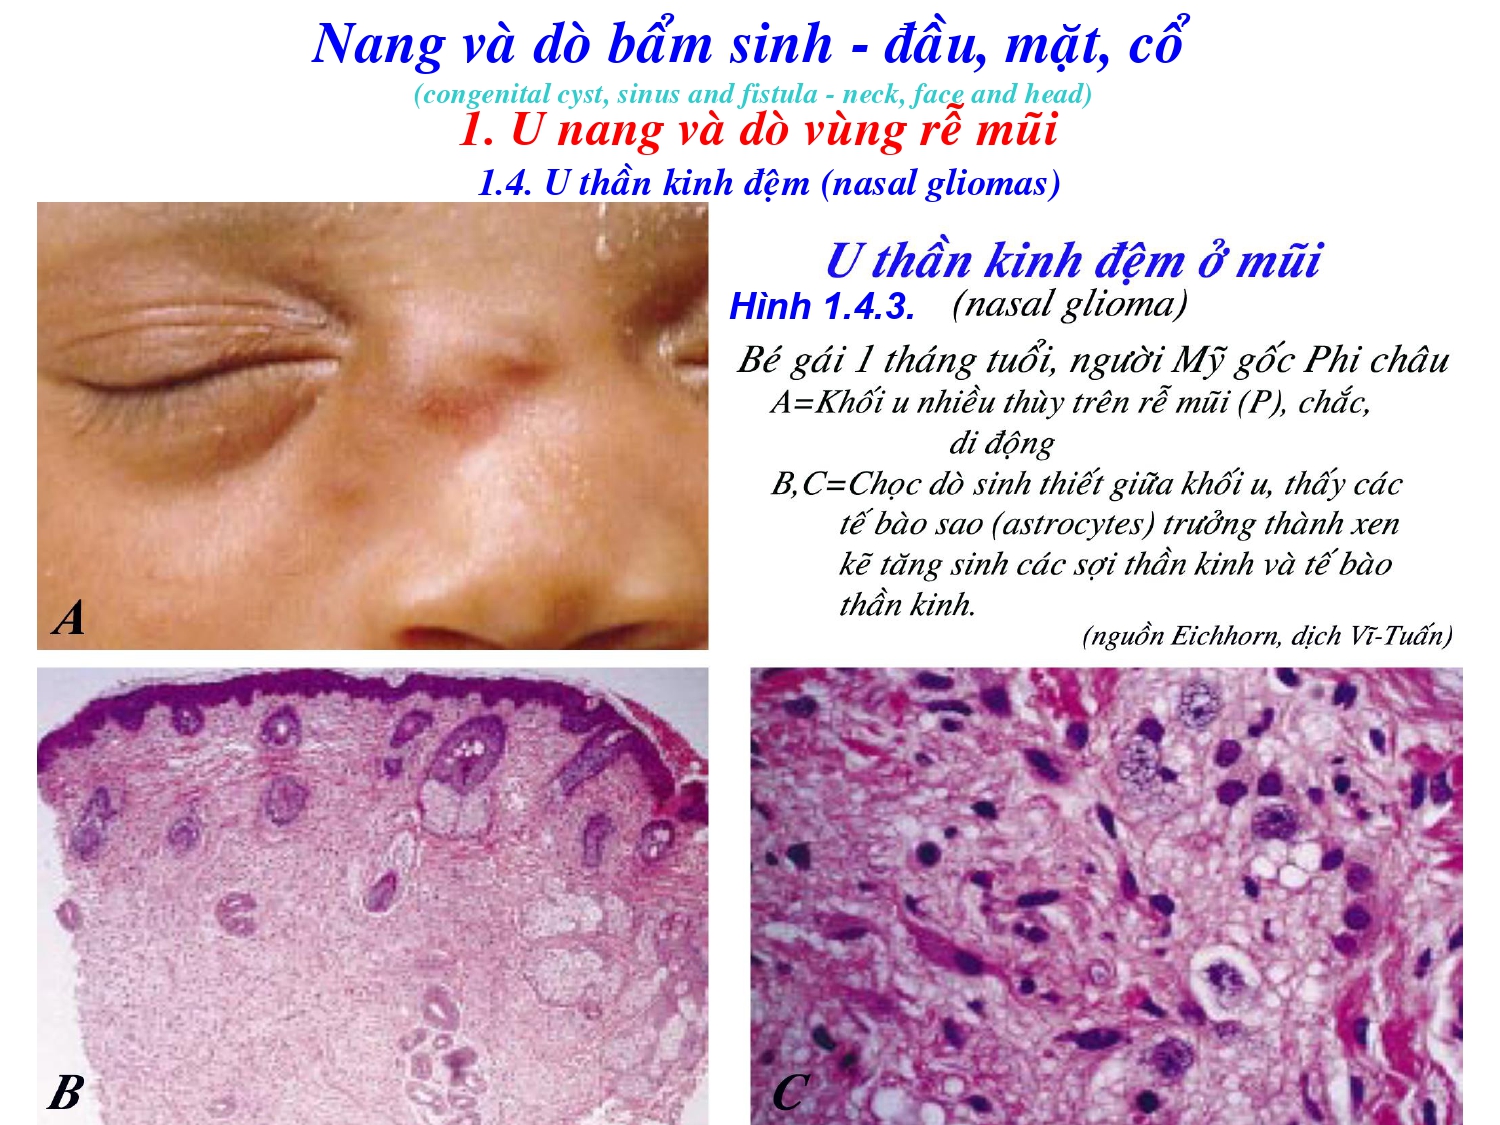 Nang và dò bẩm sinh - đầu, mặt, cổ
(congenital cyst, sinus and fistula - neck, face and head)
1. U nang và dò vùng rễ mũi
1.4. U thần kinh đệm (nasal gliomas)
U thần kinh đệm ở mũi
Hình 1.4.3. (nasal glioma)
Bé gái 1 tháng tuổi, người Mỹ gốc Phi châu
A=Khối u nhiều thùy trên rễ mũi (P), chắc,
di động
B,C=Chọc dò sinh thiết giữa khối u, thấy các
tế bào sao (astrocytes) trưởng thành xen
kẽ tăng sinh các sợi thần kinh và tế bào
thần kinh.
(nguồn Eichhorn, dịch Vĩ-Tuấn)
A
B
C